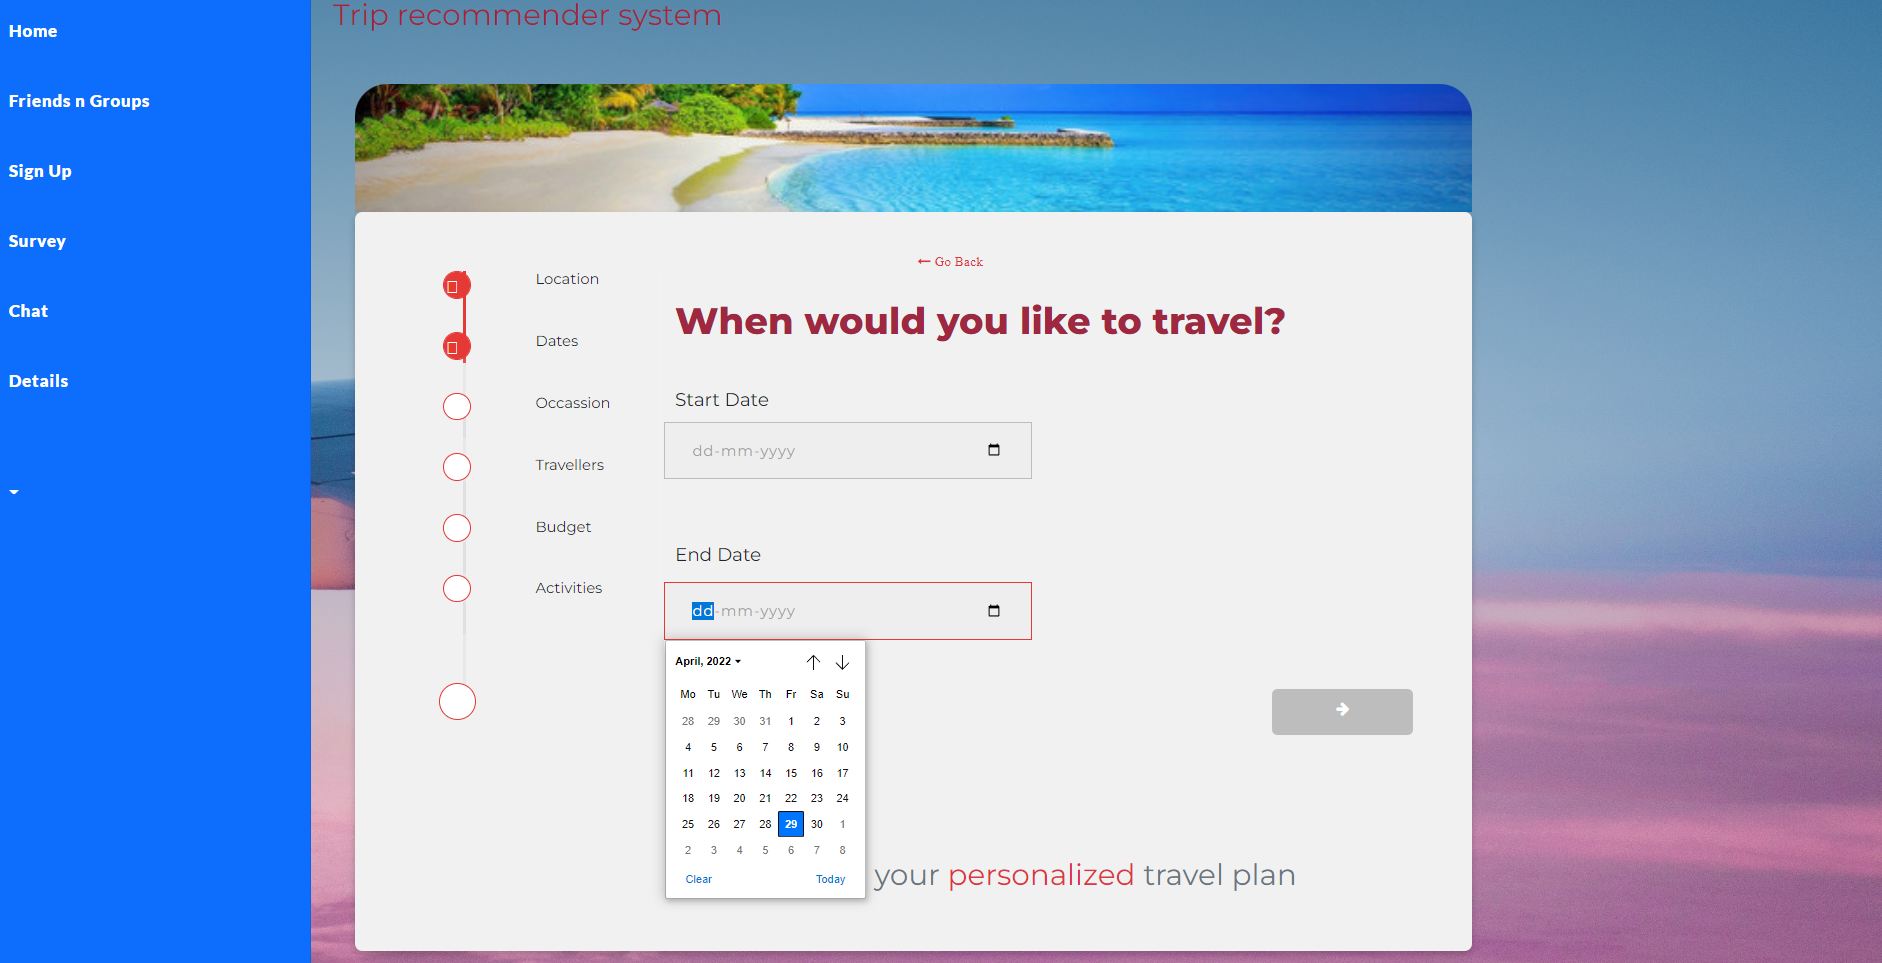 Trip recommender system
Home
Friends n Groups
Sign Up
Survey
Chat
Details
Go Back
Location
Dates
Occassion
Travellers
Budget
Activities
When would you like to travel?
Start Date
dd-mm-yyyy
End Date
dd-mm-yyyy
April, 2022
Mo Tu We Th Fr Sa Su
28 29 30 31 1 2 3
4 5 6 7 8 9 10
11 12 13 14 15 16 17
18 19 20 21 22 23 24
25 26 27 28 29 30 1
2 3 4 5 6 7 8
Clear Today
your personalized travel plan